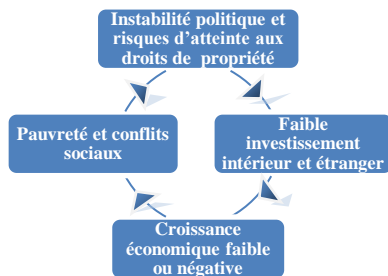 Instabilité politique et
risques d’atteinte aux
droits de propriété
Faible
investissement
intérieur et étranger
Croissance
économique faible
ou négative
Pauvreté et conflits
sociaux